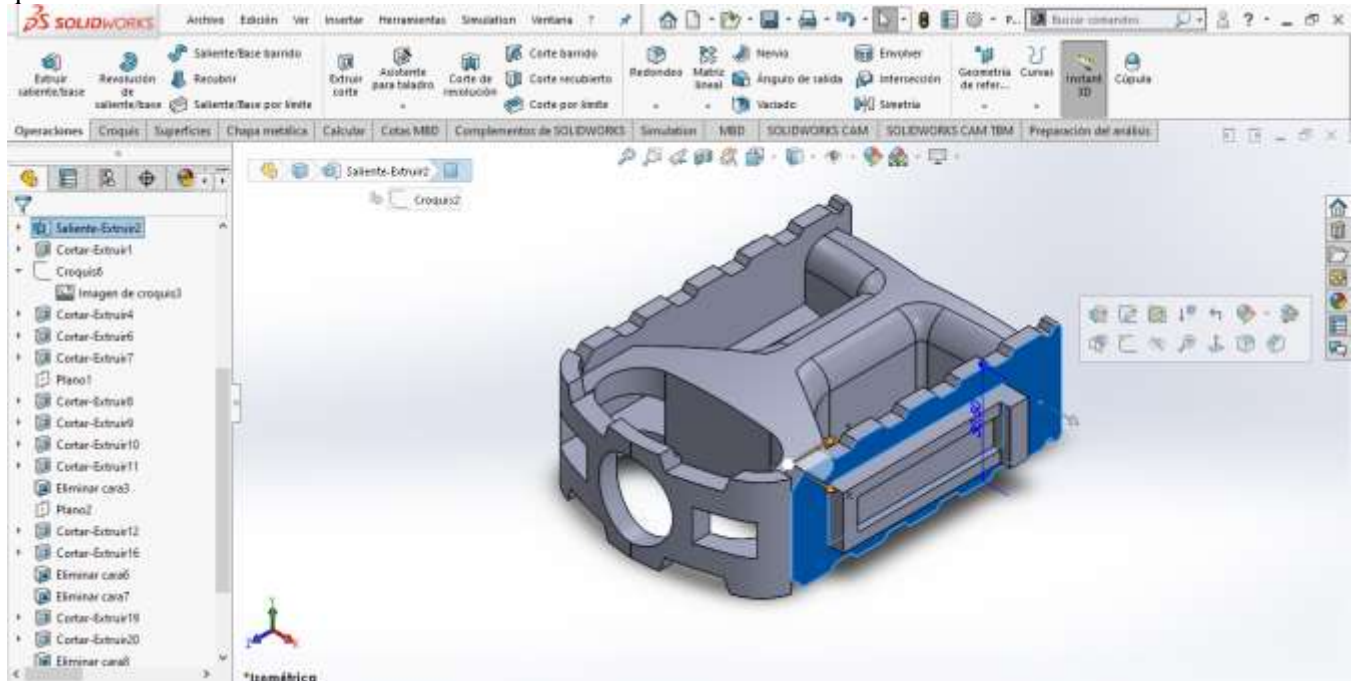 SOLIDWORKS
Archivo Edición Ver Insertar Herramientas Simulation Ventana ?
P...
Buscar comandos
Extruir saliente/base
Revolución de saliente/base
Saliente/Base barrido
Recubrir
Saliente/Base por límite
Extruir corte
Asistente para taladro
Corte de revolución
Corte barrido
Corte recubierto
Corte por límite
Redondeo
Matriz lineal
Nervio
Ángulo de salida
Vaciado
Envolver
Intersección
Simetría
Geometría de refer...
Curvas
Instant 3D
Cúpula
Operaciones Croquis Superficies Chapa metálica Calcular Cotas MBD Complementos de SOLIDWORKS Simulation MBD SOLIDWORKS CAM SOLIDWORKS CAM TBM Preparación del análisis
Saliente-Extruir2
Croquis2
Saliente-Extruir2
Cortar-Extruir1
Croquis6
Imagen de croquis3
Cortar-Extruir4
Cortar-Extruir6
Cortar-Extruir7
Plano1
Cortar-Extruir8
Cortar-Extruir9
Cortar-Extruir10
Cortar-Extruir11
Eliminar cara3
Plano2
Cortar-Extruir12
Cortar-Extruir16
Eliminar cara6
Eliminar cara7
Cortar-Extruir19
Cortar-Extruir20
Eliminar cara8
*Isométrica